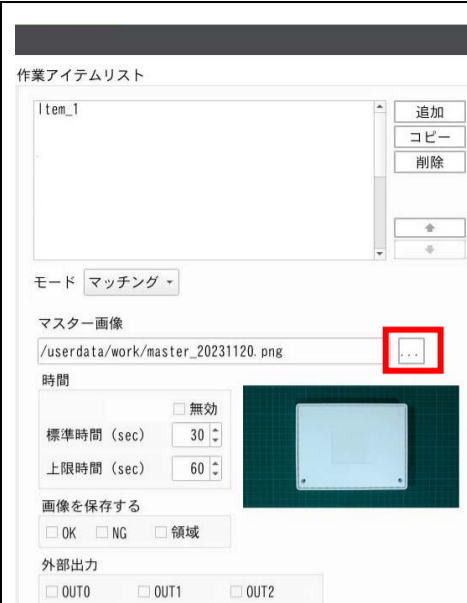 作業アイテムリスト
Item_1
追加
コピー
削除
モード マッチング
マスター画像
/userdata/work/master_20231120.png ...
時間
無効
標準時間 (sec) 30
上限時間 (sec) 60
画像を保存する
OK NG 領域
外部出力
OUT0 OUT1 OUT2